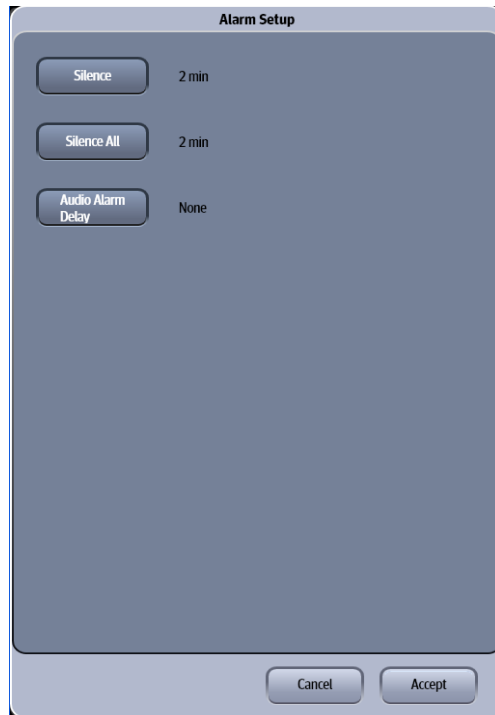 Alarm Setup
Silence
2 min
Silence All
2 min
Audio Alarm
Delay
None
Cancel
Accept